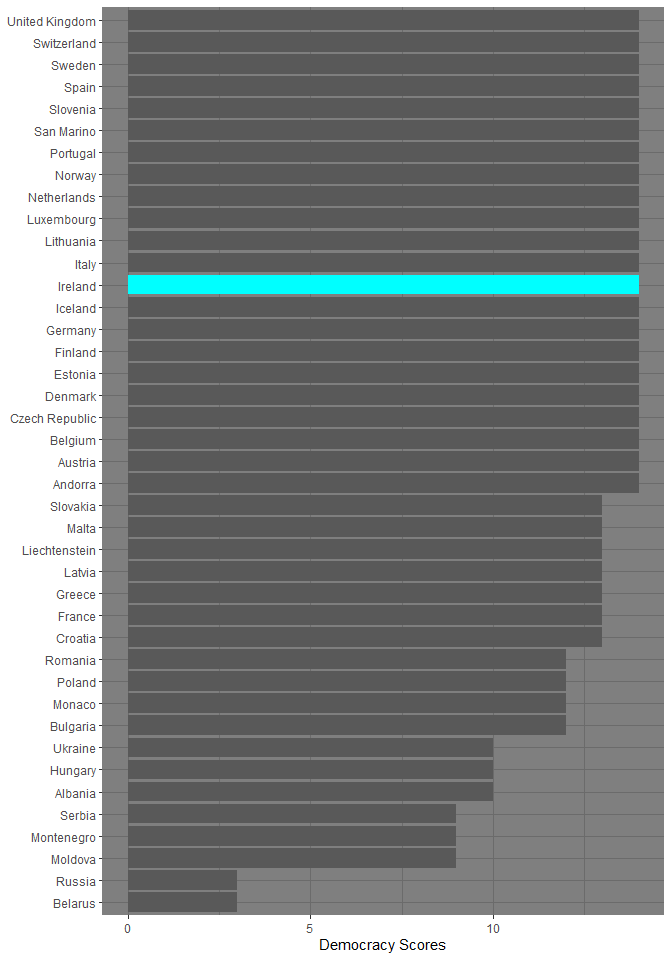 United Kingdom
Switzerland
Sweden
Spain
Slovenia
San Marino
Portugal
Norway
Netherlands
Luxembourg
Lithuania
Italy
Ireland
Iceland
Germany
Finland
Estonia
Denmark
Czech Republic
Belgium
Austria
Andorra
Slovakia
Malta
Liechtenstein
Latvia
Greece
France
Croatia
Romania
Poland
Monaco
Bulgaria
Ukraine
Hungary
Albania
Serbia
Montenegro
Moldova
Russia
Belarus
0 5 10
Democracy Scores